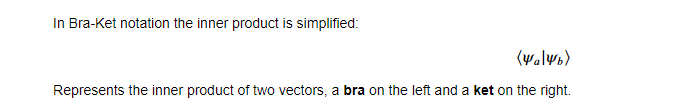 In Bra-Ket notation the inner product is simplified:
⟨ψₐ|ψ_b⟩
Represents the inner product of two vectors, a bra on the left and a ket on the right.